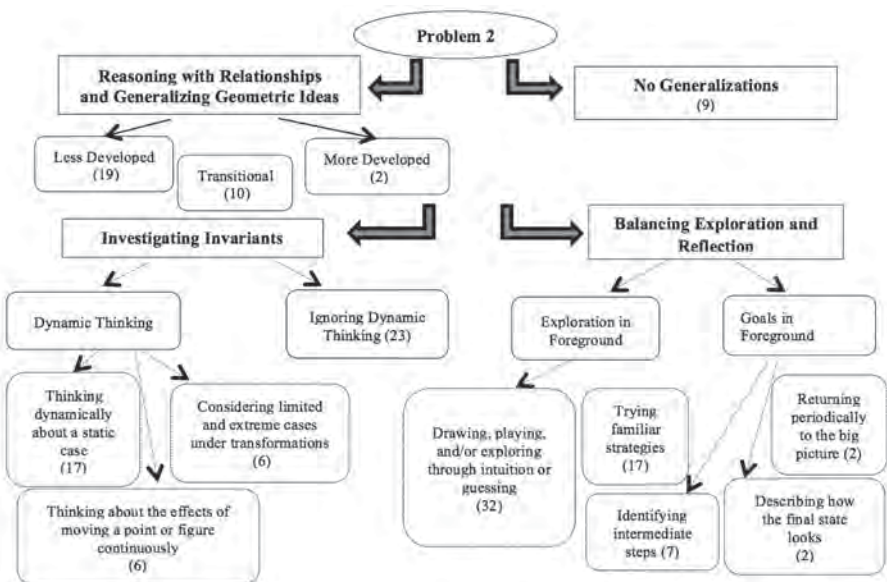 Problem 2
Reasoning with Relationships
and Generalizing Geometric Ideas
No Generalizations
(9)
Less Developed
(19)
Transitional
(10)
More Developed
(2)
Investigating Invariants
Balancing Exploration and
Reflection
Dynamic Thinking
Ignoring Dynamic
Thinking (23)
Exploration in
Foreground
Goals in
Foreground
Thinking
dynamically
about a static
case
(17)
Considering limited
and extreme cases
under transformations
(6)
Thinking about the effects of
moving a point or figure
continuously
(6)
Drawing, playing,
and/or exploring
through intuition or
guessing
(32)
Trying
familiar
strategies
(17)
Returning
periodically
to the big
picture (2)
Identifying
intermediate
steps (7)
Describing how
the final state
looks
(2)